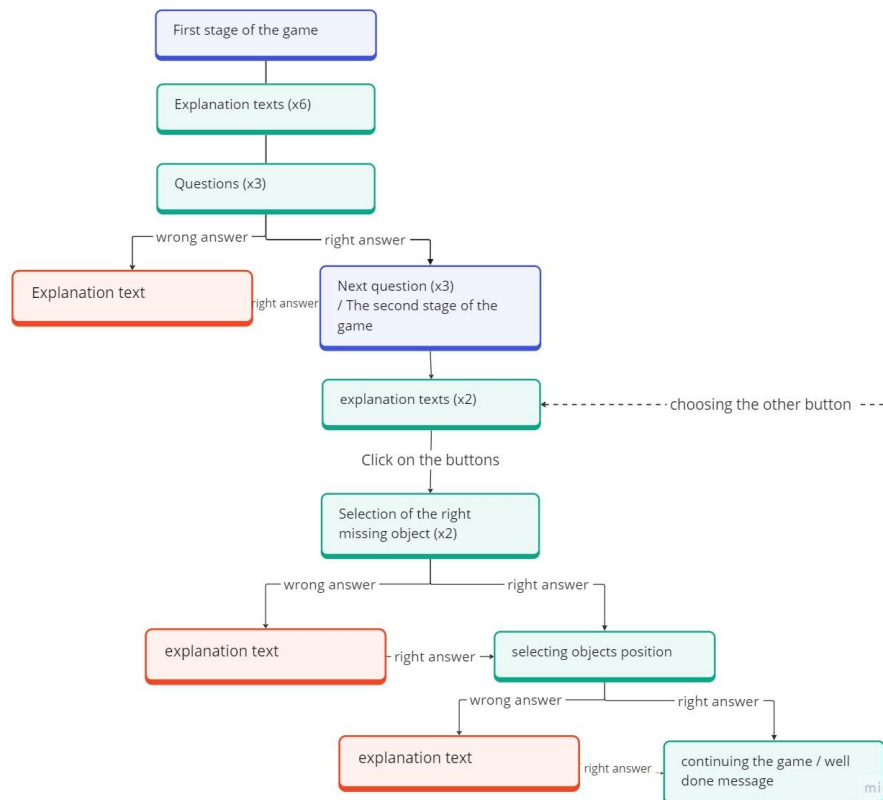 First stage of the game
Explanation texts (x6)
Questions (x3)
wrong answer
right answer
Explanation text
right answer
Next question (x3)
/ The second stage of the
game
explanation texts (x2)
choosing the other button
Click on the buttons
Selection of the right
missing object (x2)
wrong answer
right answer
explanation text
right answer
selecting objects position
wrong answer
right answer
explanation text
right answer
continuing the game / well
done message
mi